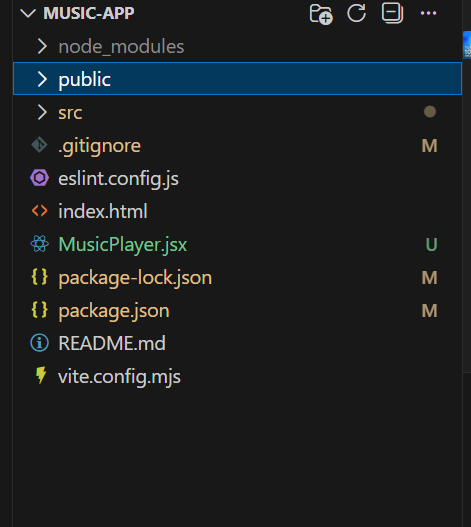 MUSIC-APP
node_modules
public
src
.gitignore M
eslint.config.js
index.html
MusicPlayer.jsx U
package-lock.json M
package.json M
README.md
vite.config.mjs